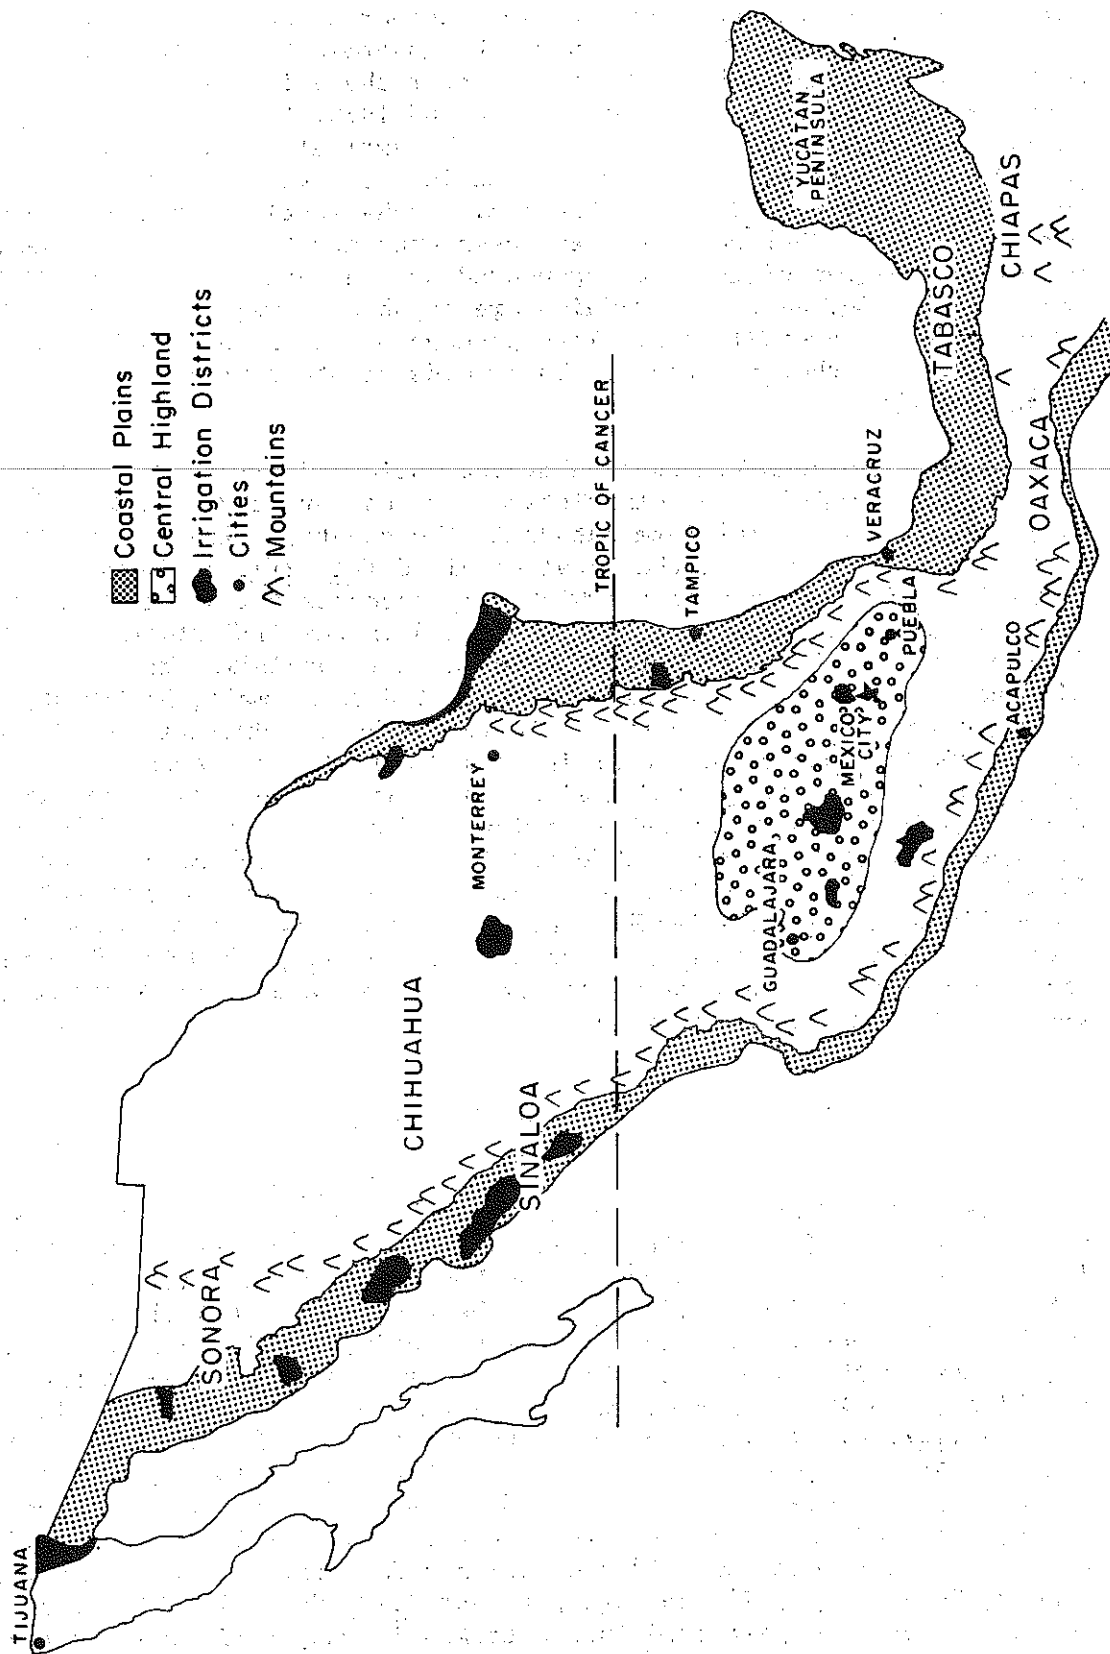 Coastal Plains
Central Highland
Irrigation Districts
Cities
Mountains
TIJUANA
SONORA
CHIHUAHUA
SINALOA
MONTERREY
TROPIC OF CANCER
TAMPICO
GUADALAJARA
MEXICO
CITY
PUEBLA
VERACRUZ
ACAPULCO
OAXACA
TABASCO
CHIAPAS
YUCATAN
PENINSULA